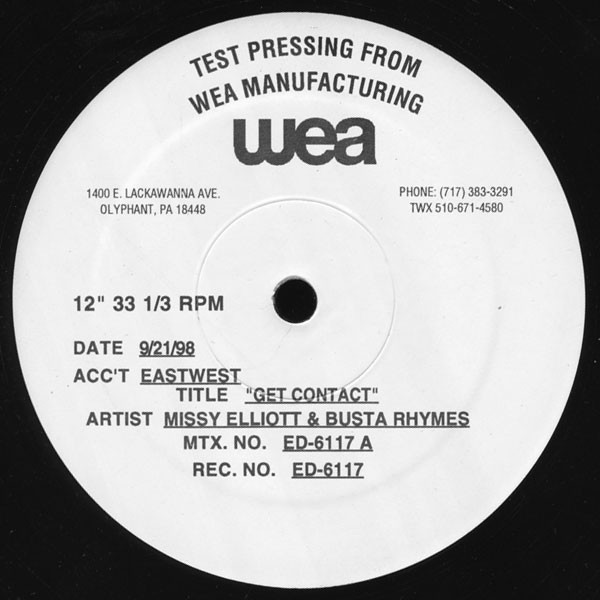 TEST PRESSING FROM
WEA MANUFACTURING
wea
1400 E. LACKAWANNA AVE.
OLYPHANT, PA 18448
PHONE: (717) 383-3291
TWX 510-671-4580
12" 33 1/3 RPM
DATE 9/21/98
ACC'T EASTWEST
TITLE "GET CONTACT"
ARTIST MISSY ELLIOTT & BUSTA RHYMES
MTX. NO. ED-6117 A
REC. NO. ED-6117